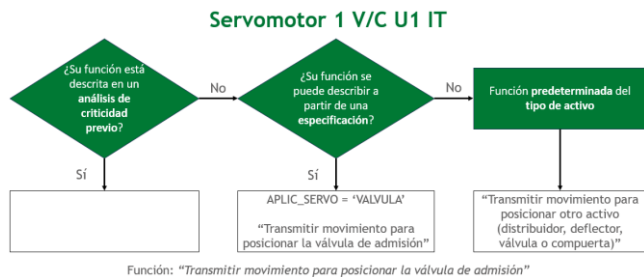 Servomotor 1 V/C U1 IT
¿Su función está
descrita en un
análisis de
criticidad
previo?
No
¿Su función se
puede describir a
partir de una
especificación?
No
Función predeterminada del
tipo de activo
Sí
Sí
APLIC_SERVO = ‘VALVULA’
“Transmitir movimiento para
posicionar la válvula de admisión”
“Transmitir movimiento para
posicionar otro activo
(distribuidor, deflector,
válvula o compuerta)”
Función: “Transmitir movimiento para posicionar la válvula de admisión”